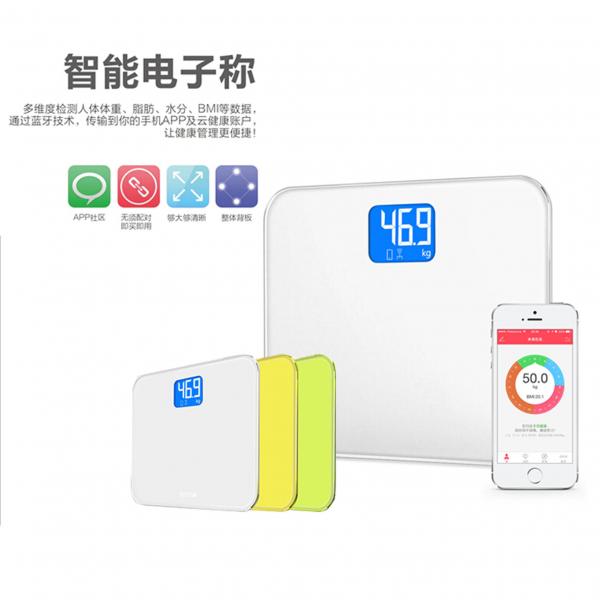 智能电子称
多维度检测人体体重、脂肪、水分、BMI等数据，
通过蓝牙技术，传输到你的手机APP及云健康账户，
让健康管理更便捷！
APP社区
无须配对
即买即用
够大够清晰
整体背板
46.9
kg
46.9
kg
50.0
kg
BMI:20.1